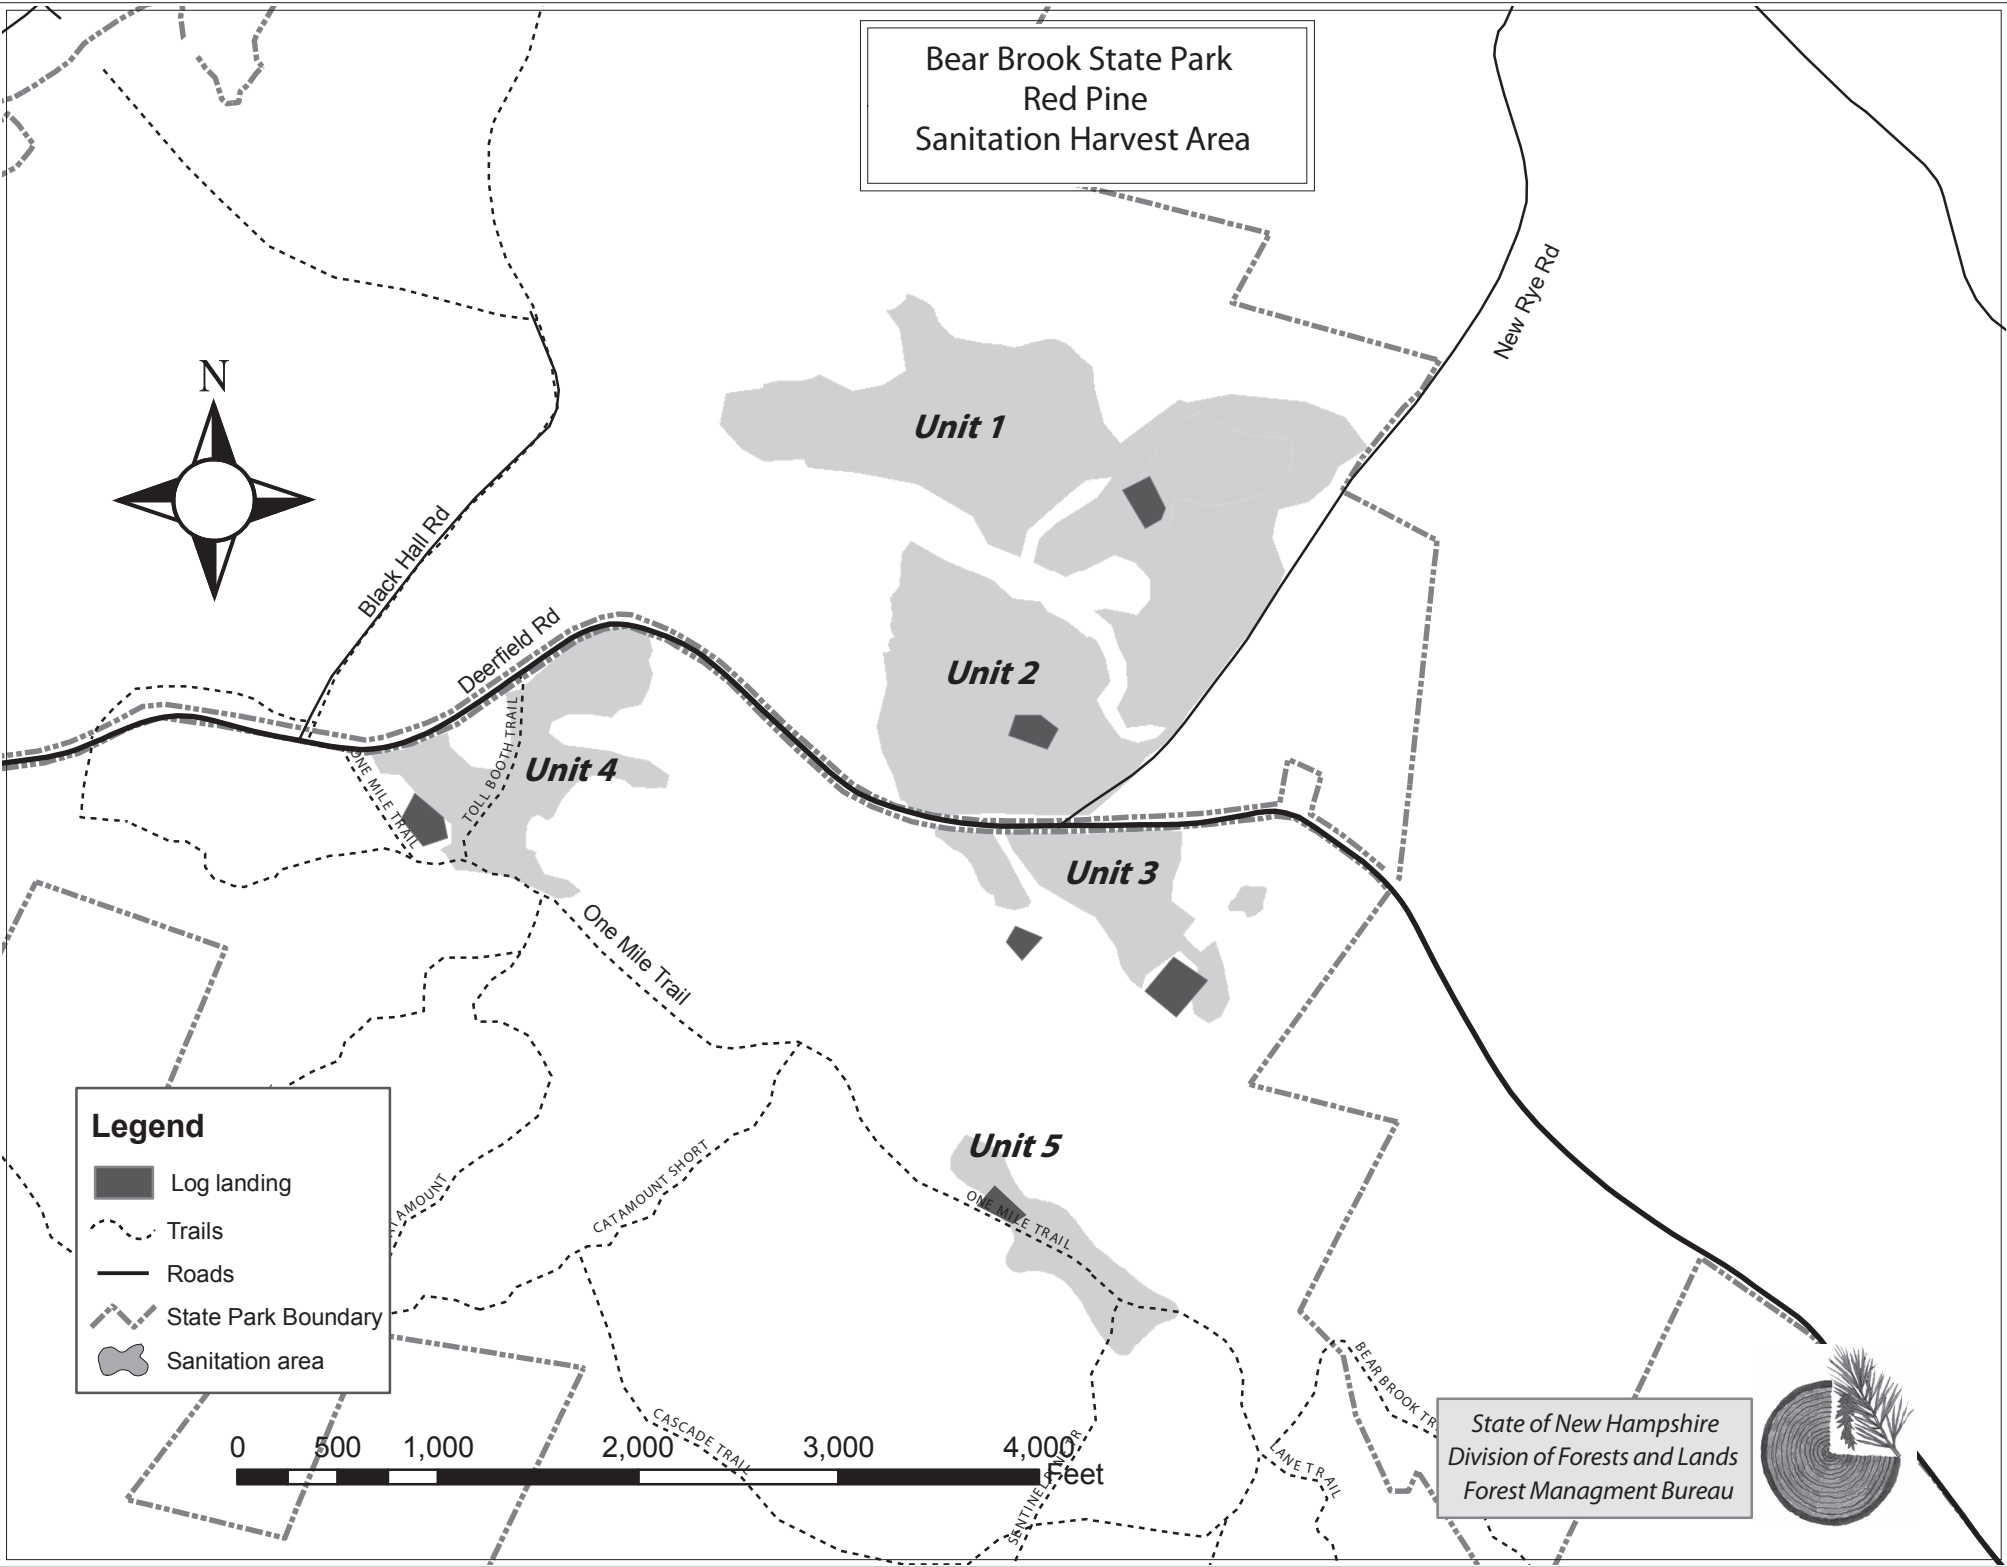 Bear Brook State Park
Red Pine
Sanitation Harvest Area
N
New Rye Rd
Black Hall Rd
Deerfield Rd
Unit 1
Unit 2
Unit 3
Unit 4
TOLL BOOTH TRAIL
ONE MILE TRAIL
One Mile Trail
Unit 5
ONE MILE TRAIL
CATAMOUNT SHORT
TAMOUNT
CASCADE TRAIL
SENTINEL PINE TR
LANE TRAIL
BEAR BROOK TR
Legend
Log landing
Trails
Roads
State Park Boundary
Sanitation area
0 500 1,000 2,000 3,000 4,000
Feet
State of New Hampshire
Division of Forests and Lands
Forest Managment Bureau